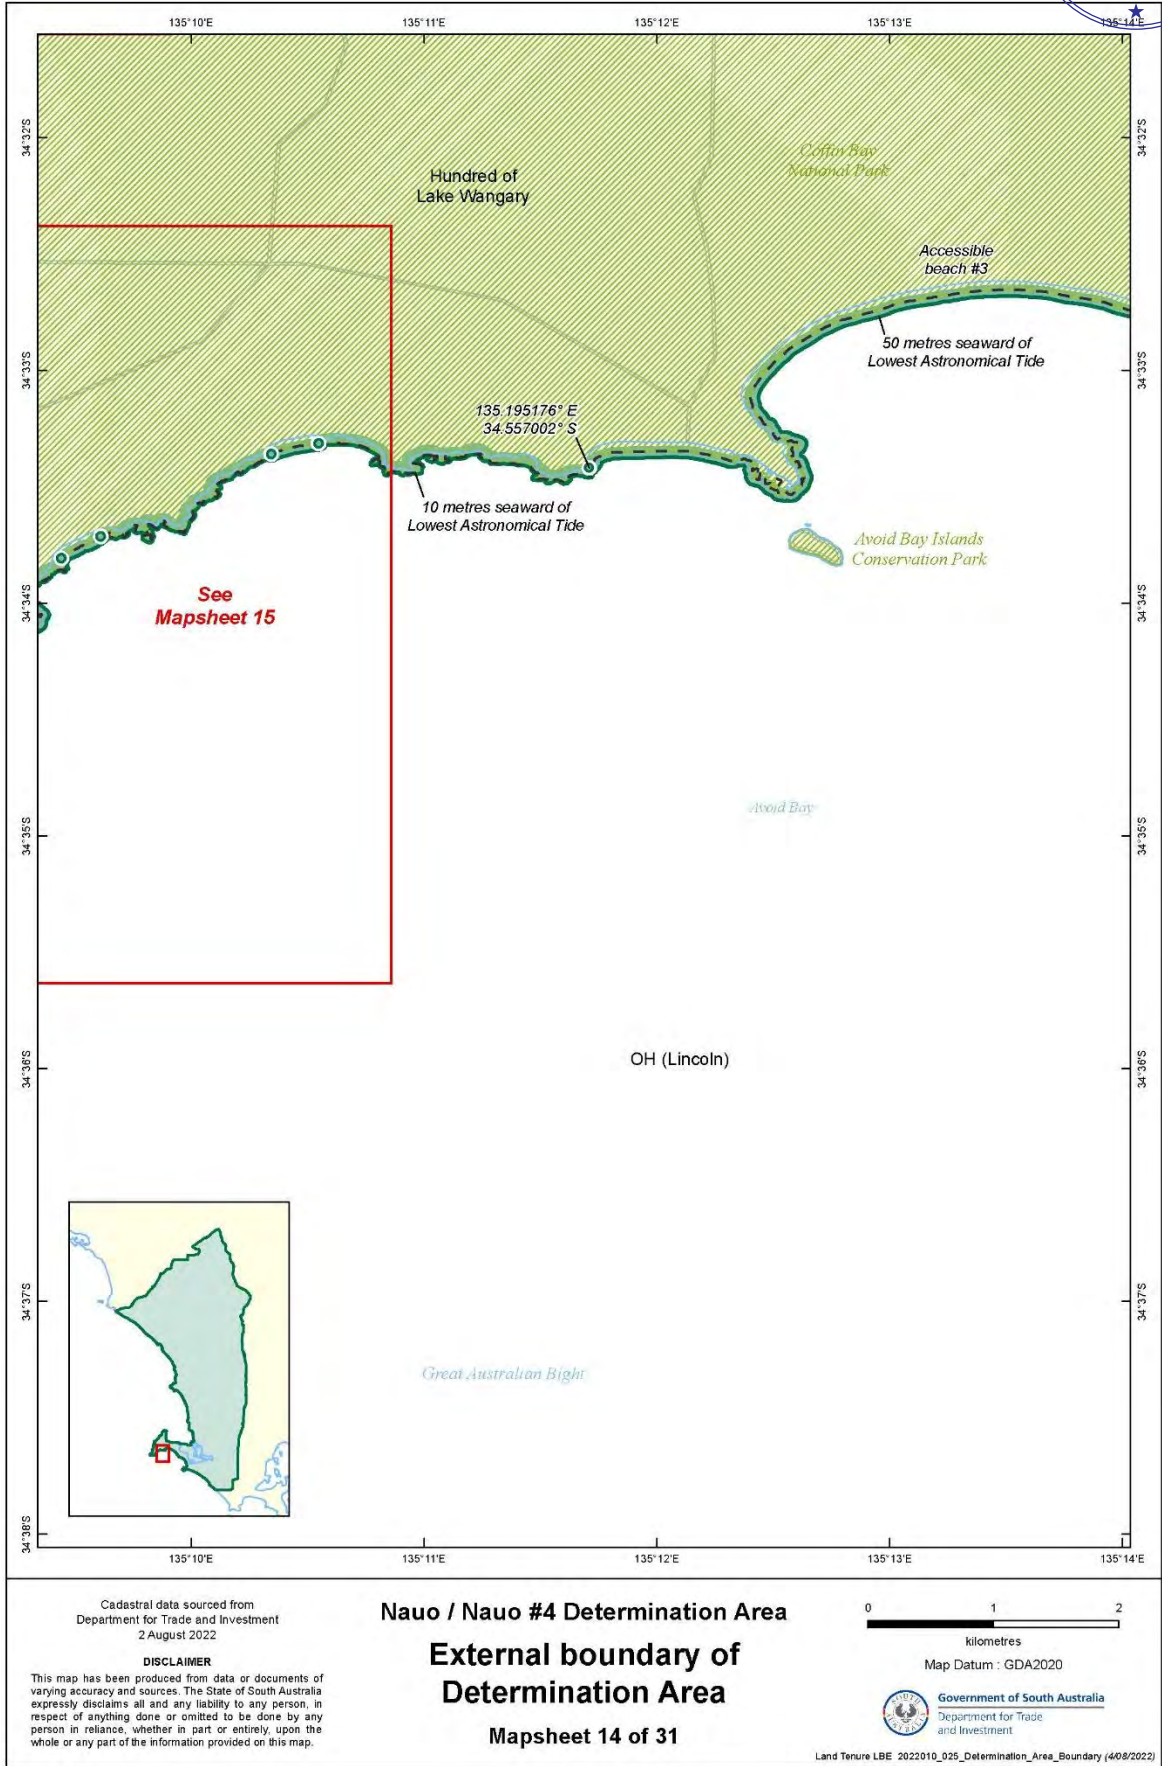 135°10'E 135°11'E 135°12'E 135°13'E 135°14'E
34°32'S 34°32'S
Coffin Bay
National Park
Hundred of
Lake Wangary
Accessible
beach #3
50 metres seaward of
Lowest Astronomical Tide
34°33'S 34°33'S
135.195176° E
34.557002° S
10 metres seaward of
Lowest Astronomical Tide
Avoid Bay Islands
Conservation Park
34°34'S 34°34'S
See
Mapsheet 15
Avoid Bay
34°35'S 34°35'S
OH (Lincoln)
34°36'S 34°36'S
34°37'S 34°37'S
Great Australian Bight
34°38'S
135°10'E 135°11'E 135°12'E 135°13'E 135°14'E
Cadastral data sourced from
Department for Trade and Investment
2 August 2022
DISCLAIMER
This map has been produced from data or documents of
varying accuracy and sources. The State of South Australia
expressly disclaims all and any liability to any person, in
respect of anything done or omitted to be done by any
person in reliance, whether in part or entirely, upon the
whole or any part of the information provided on this map.
Nauo / Nauo #4 Determination Area
External boundary of
Determination Area
Mapsheet 14 of 31
0 1 2
kilometres
Map Datum : GDA2020
SOUTH
AUSTRALIA
Government of South Australia
Department for Trade
and Investment
Land Tenure LBE 2022010_025_Determination_Area_Boundary (4/08/2022)